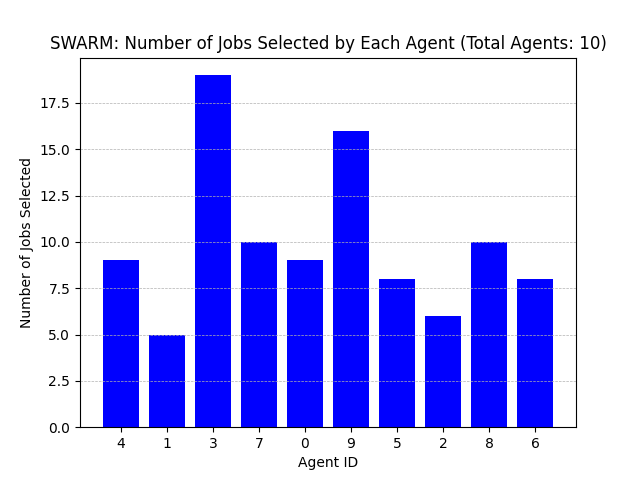 SWARM: Number of Jobs Selected by Each Agent (Total Agents: 10)
Number of Jobs Selected
17.5
15.0
12.5
10.0
7.5
5.0
2.5
0.0
4 1 3 7 0 9 5 2 8 6
Agent ID